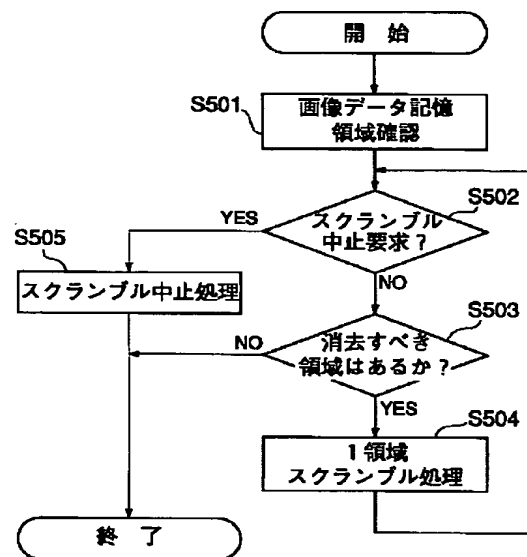 開 始
S501
画像データ記憶
領域確認
S502
YES
スクランブル
中止要求?
S505
スクランブル中止処理
NO
S503
NO
消去すべき
領域はあるか?
YES
S504
1領域
スクランブル処理
終 了